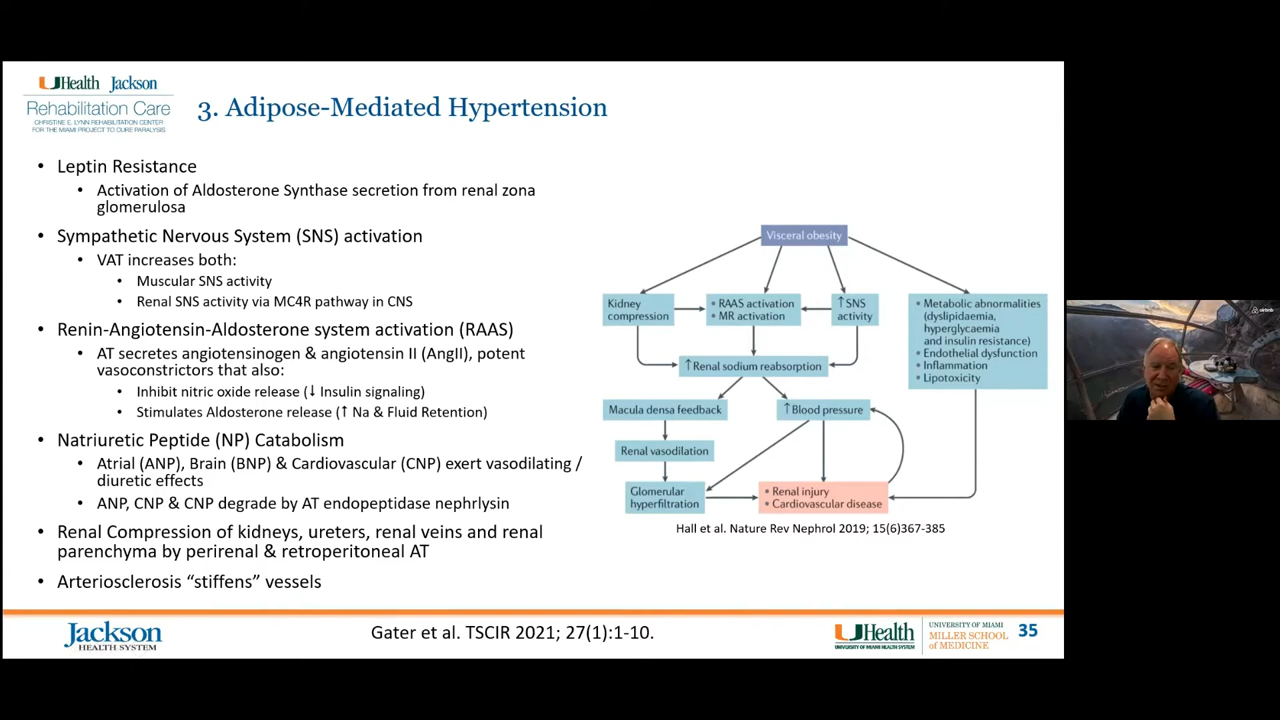 UHealth Jackson
Rehabilitation Care
CHRISTINE E. LYNN REHABILITATION CENTER
FOR THE MIAMI PROJECT TO CURE PARALYSIS
3. Adipose-Mediated Hypertension
• Leptin Resistance
• Activation of Aldosterone Synthase secretion from renal zona
glomerulosa
• Sympathetic Nervous System (SNS) activation
• VAT increases both:
• Muscular SNS activity
• Renal SNS activity via MC4R pathway in CNS
• Renin-Angiotensin-Aldosterone system activation (RAAS)
• AT secretes angiotensinogen & angiotensin II (AngII), potent
vasoconstrictors that also:
• Inhibit nitric oxide release (↓ Insulin signaling)
• Stimulates Aldosterone release (↑ Na & Fluid Retention)
• Natriuretic Peptide (NP) Catabolism
• Atrial (ANP), Brain (BNP) & Cardiovascular (CNP) exert vasodilating /
diuretic effects
• ANP, CNP & CNP degrade by AT endopeptidase nephrlysin
• Renal Compression of kidneys, ureters, renal veins and renal
parenchyma by perirenal & retroperitoneal AT
• Arteriosclerosis “stiffens” vessels
Visceral obesity
Kidney
compression
• RAAS activation
• MR activation
↑SNS
activity
• Metabolic abnormalities
(dyslipidaemia,
hyperglycaemia
and insulin resistance)
• Endothelial dysfunction
• Inflammation
• Lipotoxicity
↑Renal sodium reabsorption
Macula densa feedback
↑Blood pressure
Renal vasodilation
Glomerular
hyperfiltration
• Renal injury
• Cardiovascular disease
Hall et al. Nature Rev Nephrol 2019; 15(6)367-385
airbnb
Jackson
HEALTH SYSTEM
Gater et al. TSCIR 2021; 27(1):1-10.
UHealth
UNIVERSITY OF MIAMI HEALTH SYSTEM
UNIVERSITY OF MIAMI
MILLER SCHOOL
of MEDICINE
35